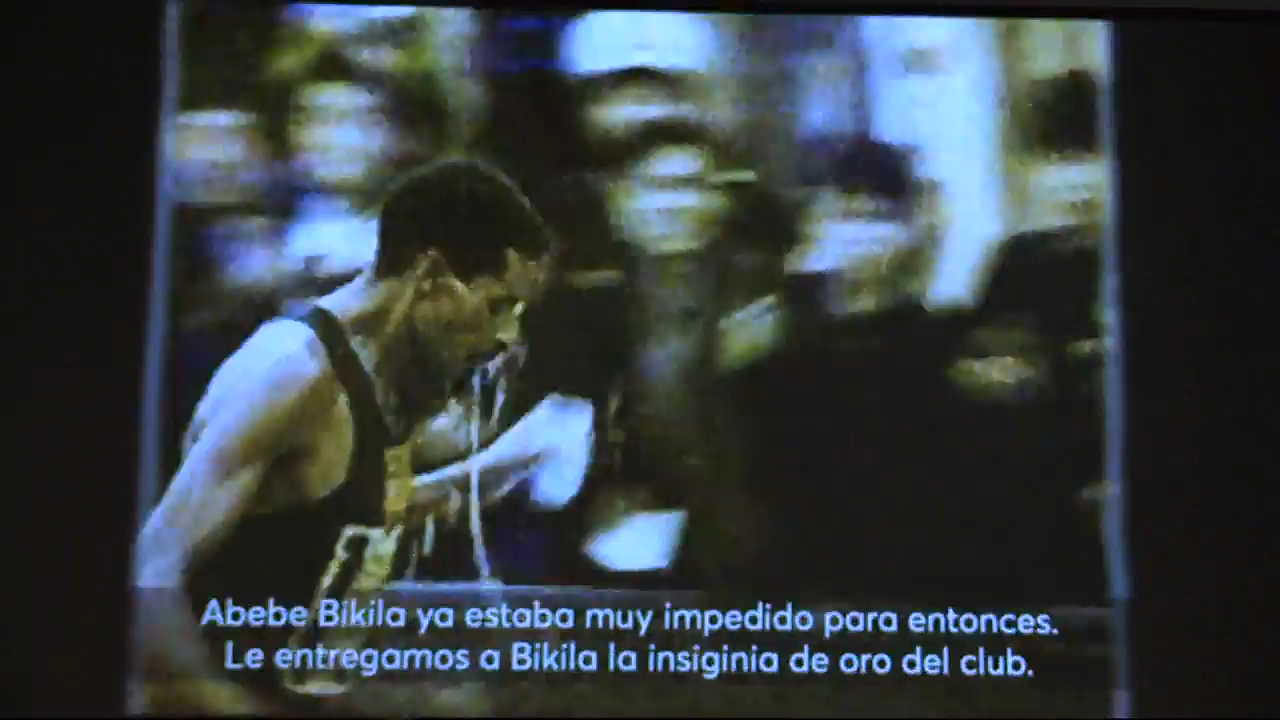 Abebe Bikila ya estaba muy impedido para entonces.
Le entregamos a Bikila la insiginia de oro del club.